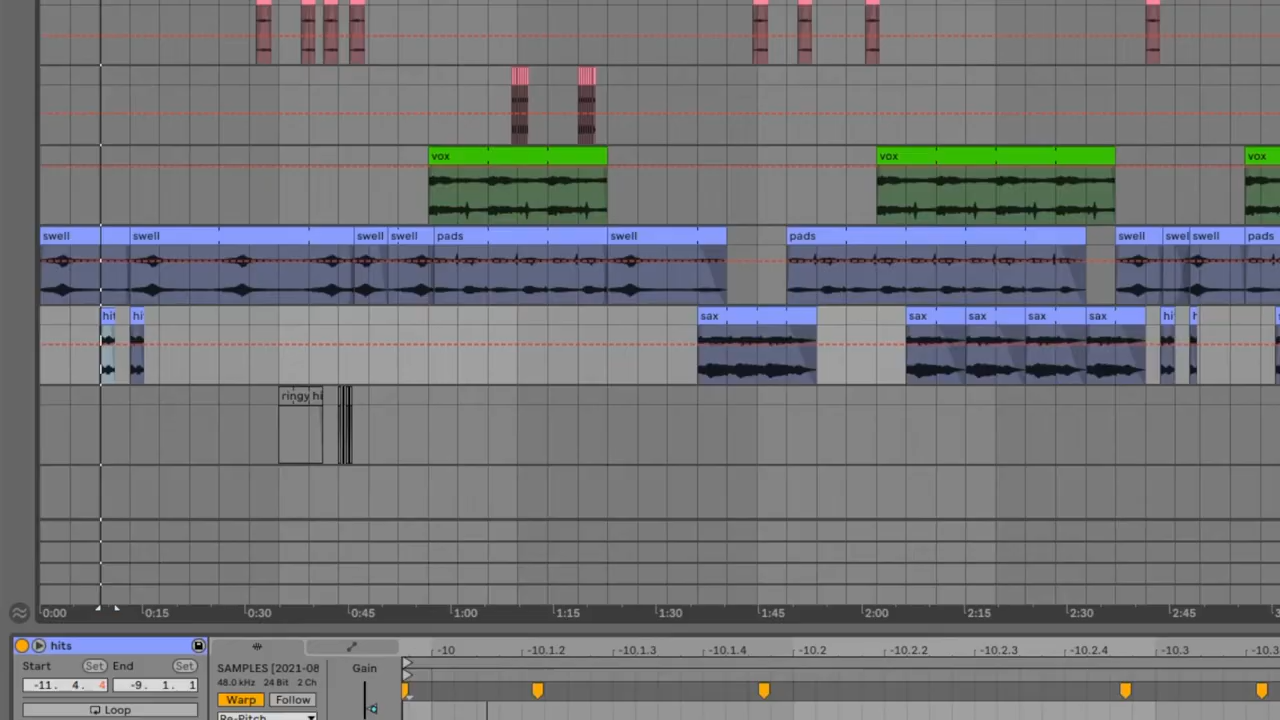 vox
vox
vox
swell swell swell swell pads swell pads swell swel swell pads
hit hi sax sax sax sax sax hi h
ringy hi
0:00 0:15 0:30 0:45 1:00 1:15 1:30 1:45 2:00 2:15 2:30 2:45
hits
Start Set End Set
-11. 4. 4 -9. 1. 1
Loop
SAMPLES [2021-08
48.0 kHz 24 Bit 2 Ch
Warp Follow
Re-Pitch
Gain
-10 -10.1.2 -10.1.3 -10.1.4 -10.2 -10.2.2 -10.2.3 -10.2.4 -10.3 -10.3